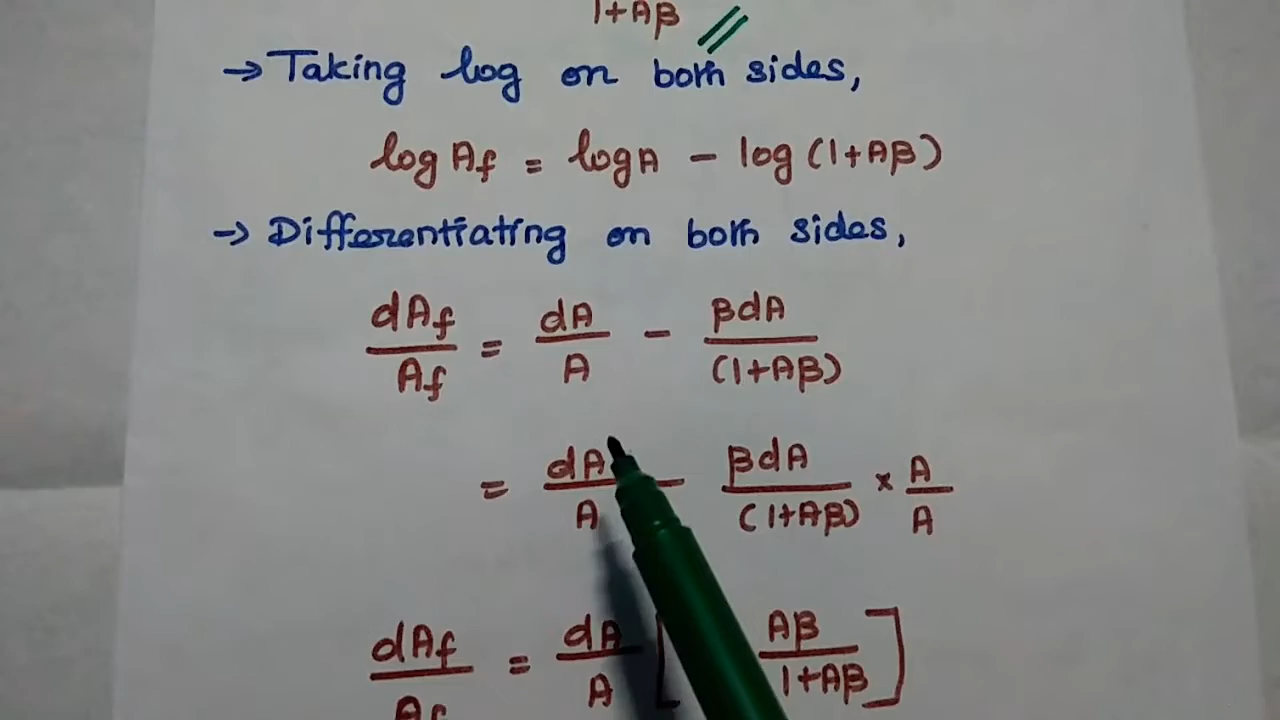 1+Aβ
→ Taking log on both sides,
log Af = log A - log (1+Aβ)
→ Differentiating on both sides,
dAf/Af = dA/A - βdA/(1+Aβ)
= dA/A - βdA/(1+Aβ) × A/A
dAf/Af = dA/A [ Aβ/1+Aβ ]